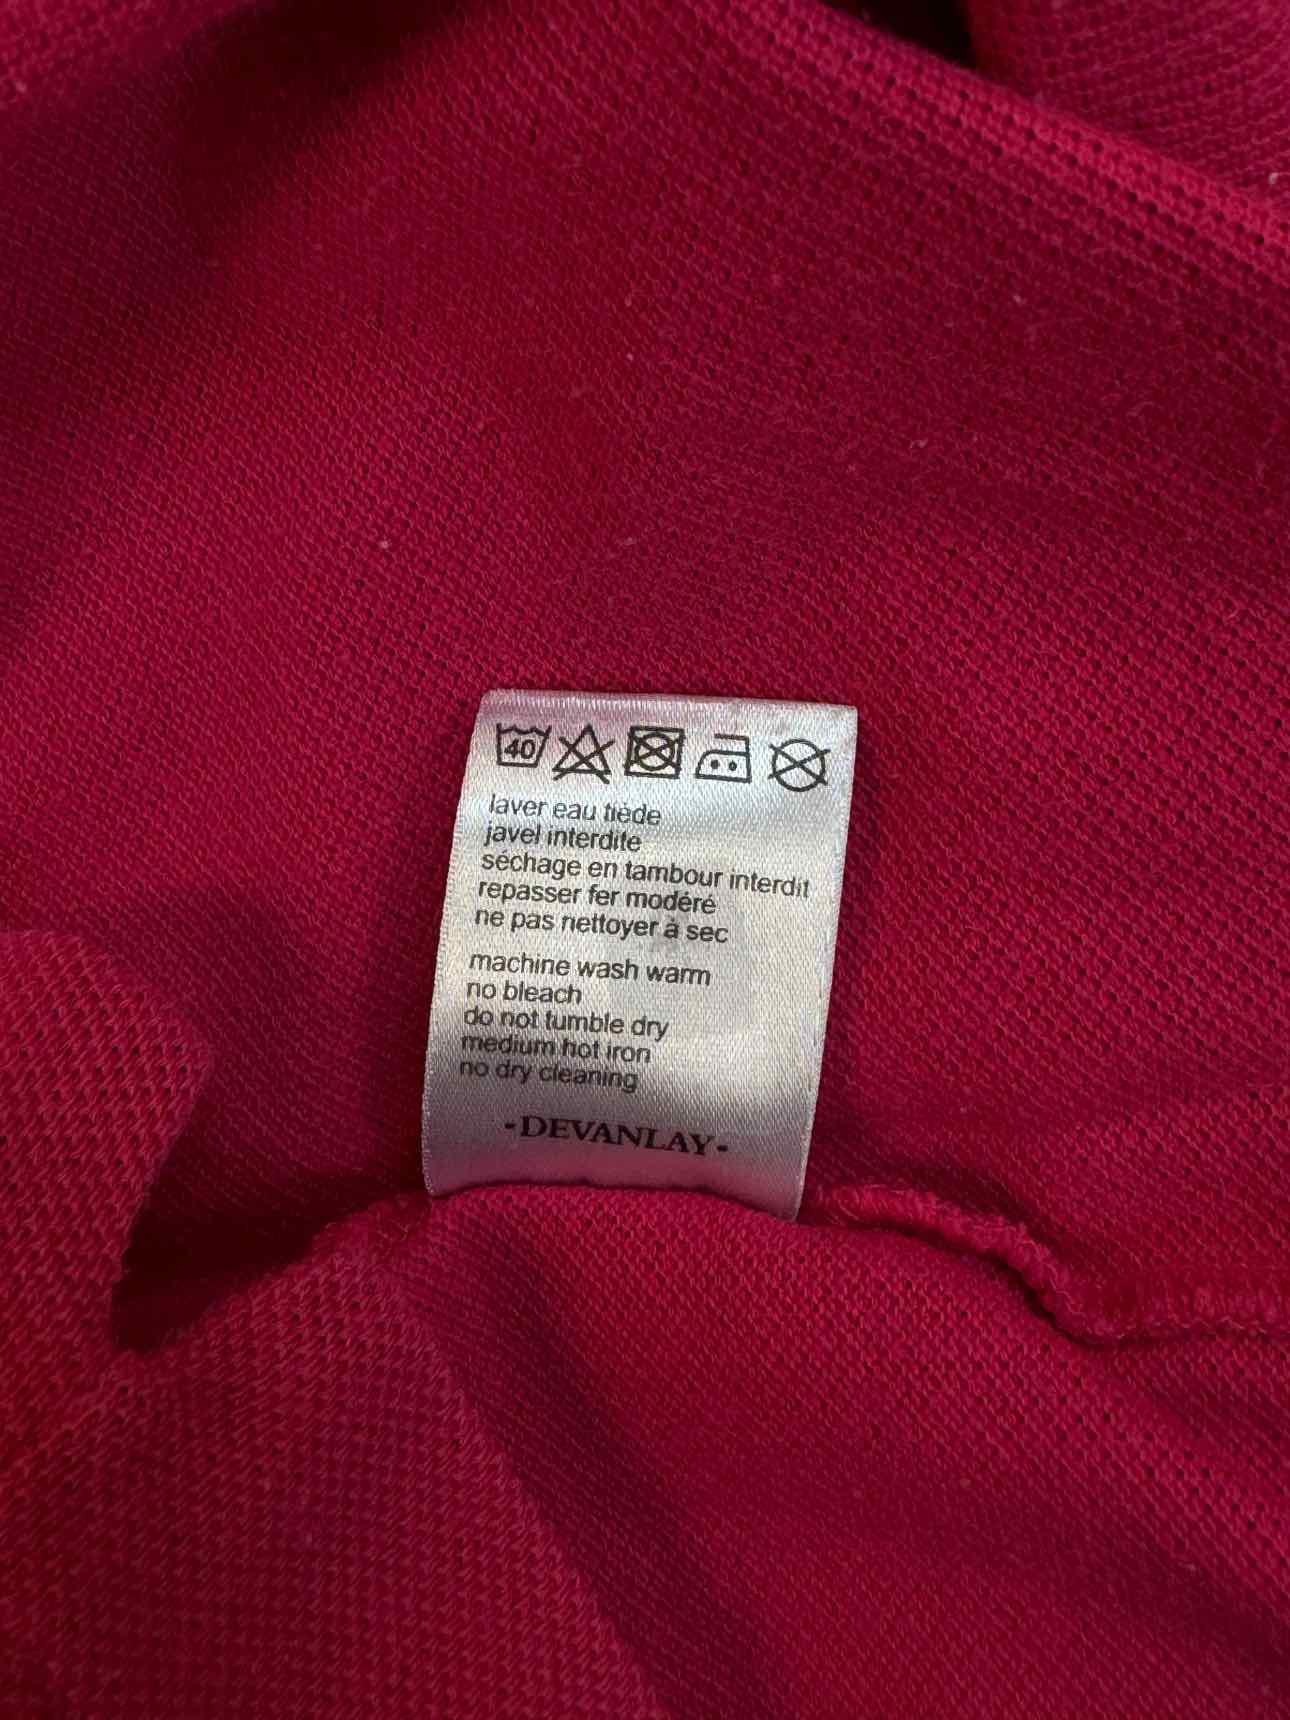 40
laver eau tiède
javel interdite
séchage en tambour interdit
repasser fer modéré
ne pas nettoyer à sec
machine wash warm
no bleach
do not tumble dry
medium hot iron
no dry cleaning
-DEVANLAY-